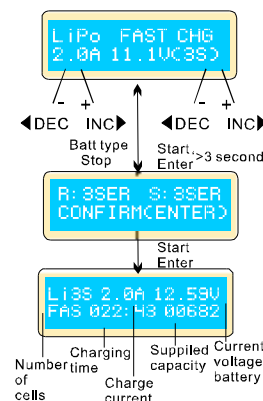 LiPo FAST CHG
2.0A 11.1V(3S)
- + - +
◀DEC INC▶ ◀DEC INC▶
Batt type
Stop
Start
Enter >3 second
R: 3SER S: 3SER
CONFIRM(ENTER)
Start
Enter
Li3S 2.0A 12.59V
FAS 022:43 00682
Number
of
cells
Charging
time
Charge
current
Suppiled
capacity
Current
voltage
battery